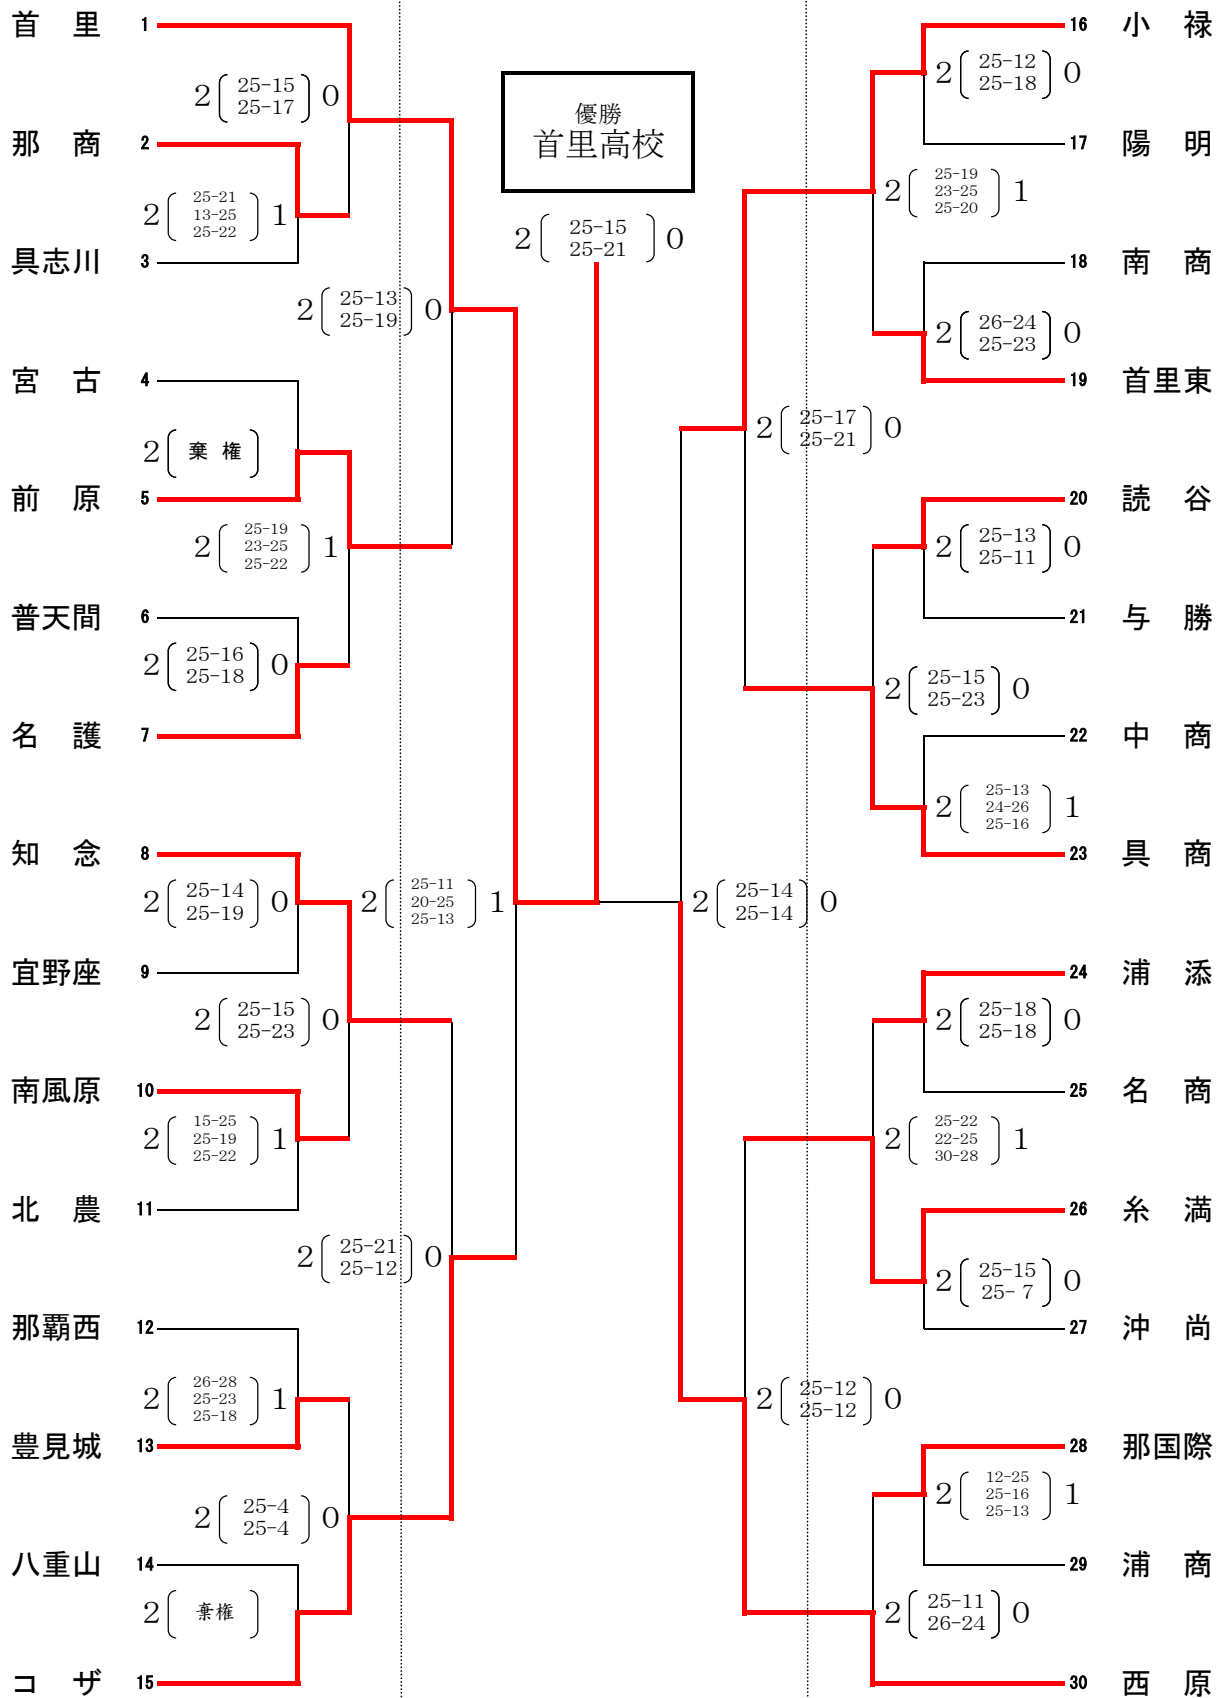 首 里 1
2 25-15 0
25-17
那 商 2
2 25-21 1
13-25
25-22
具志川 3
2 25-13 0
25-19
宮 古 4
2 棄 権
前 原 5
2 25-19 1
23-25
25-22
普天間 6
2 25-16 0
25-18
名 護 7
知 念 8
2 25-14 0
25-19
宜野座 9
2 25-15 0
25-23
南風原 10
2 15-25 1
25-19
25-22
北 農 11
2 25-21 0
25-12
那覇西 12
2 26-28 1
25-23
25-18
豊見城 13
2 25-4 0
25-4
八重山 14
2 棄権
コ ザ 15
2 25-11 1
20-25
25-13
優勝
首里高校
2 25-15 0
25-21
2 25-14 0
25-14
16 小 禄
2 25-12 0
25-18
17 陽 明
2 25-19 1
23-25
25-20
18 南 商
2 26-24 0
25-23
19 首里東
2 25-17 0
25-21
20 読 谷
2 25-13 0
25-11
21 与 勝
2 25-15 0
25-23
22 中 商
2 25-13 1
24-26
25-16
23 具 商
24 浦 添
2 25-18 0
25-18
25 名 商
2 25-22 1
22-25
30-28
26 糸 満
2 25-15 0
25- 7
27 沖 尚
2 25-12 0
25-12
28 那国際
2 12-25 1
25-16
25-13
29 浦 商
2 25-11 0
26-24
30 西 原